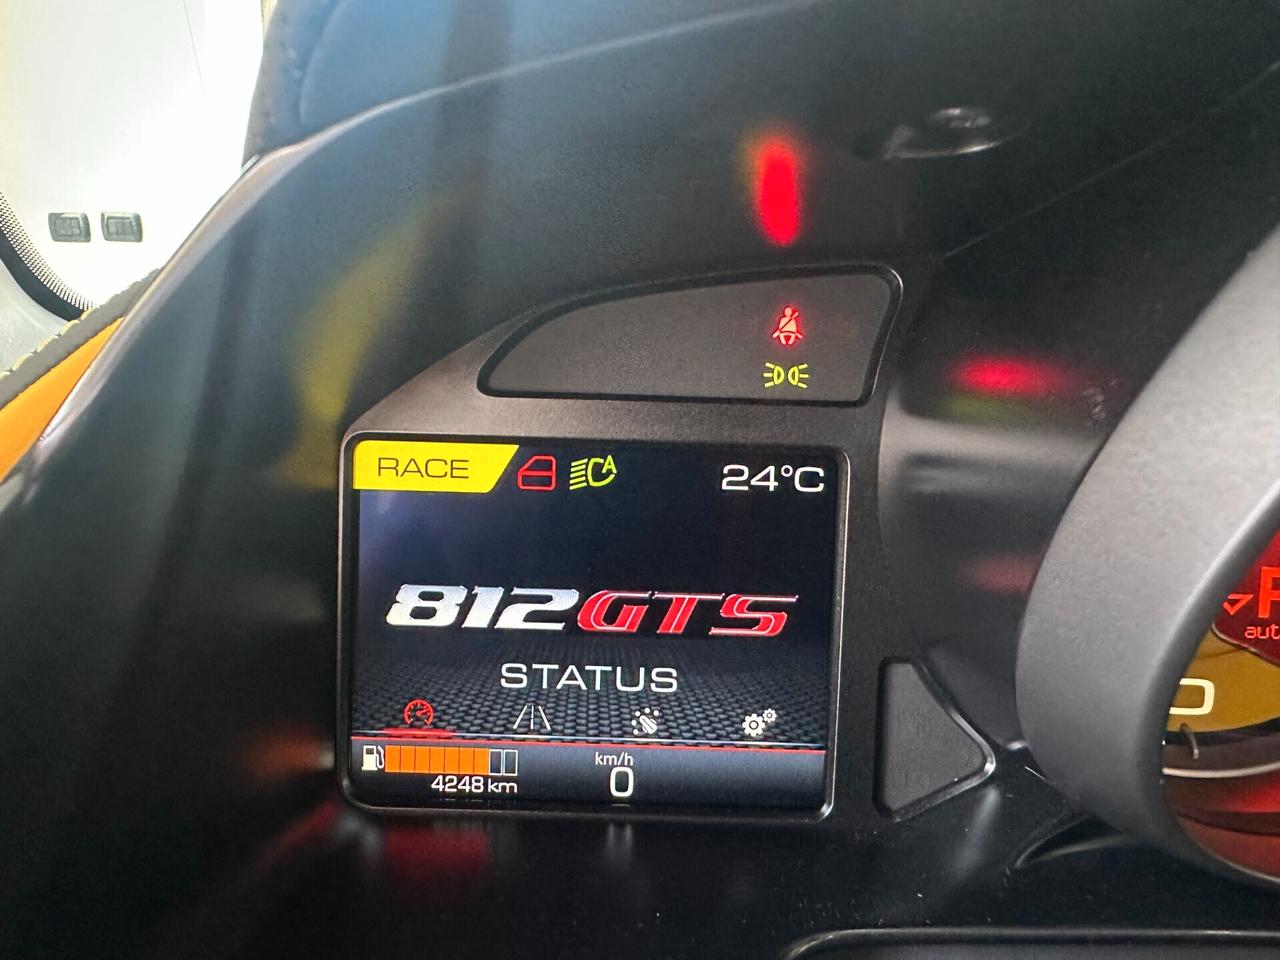 RACE
A
24°C
812GTS
STATUS
km/h
0
4248 km